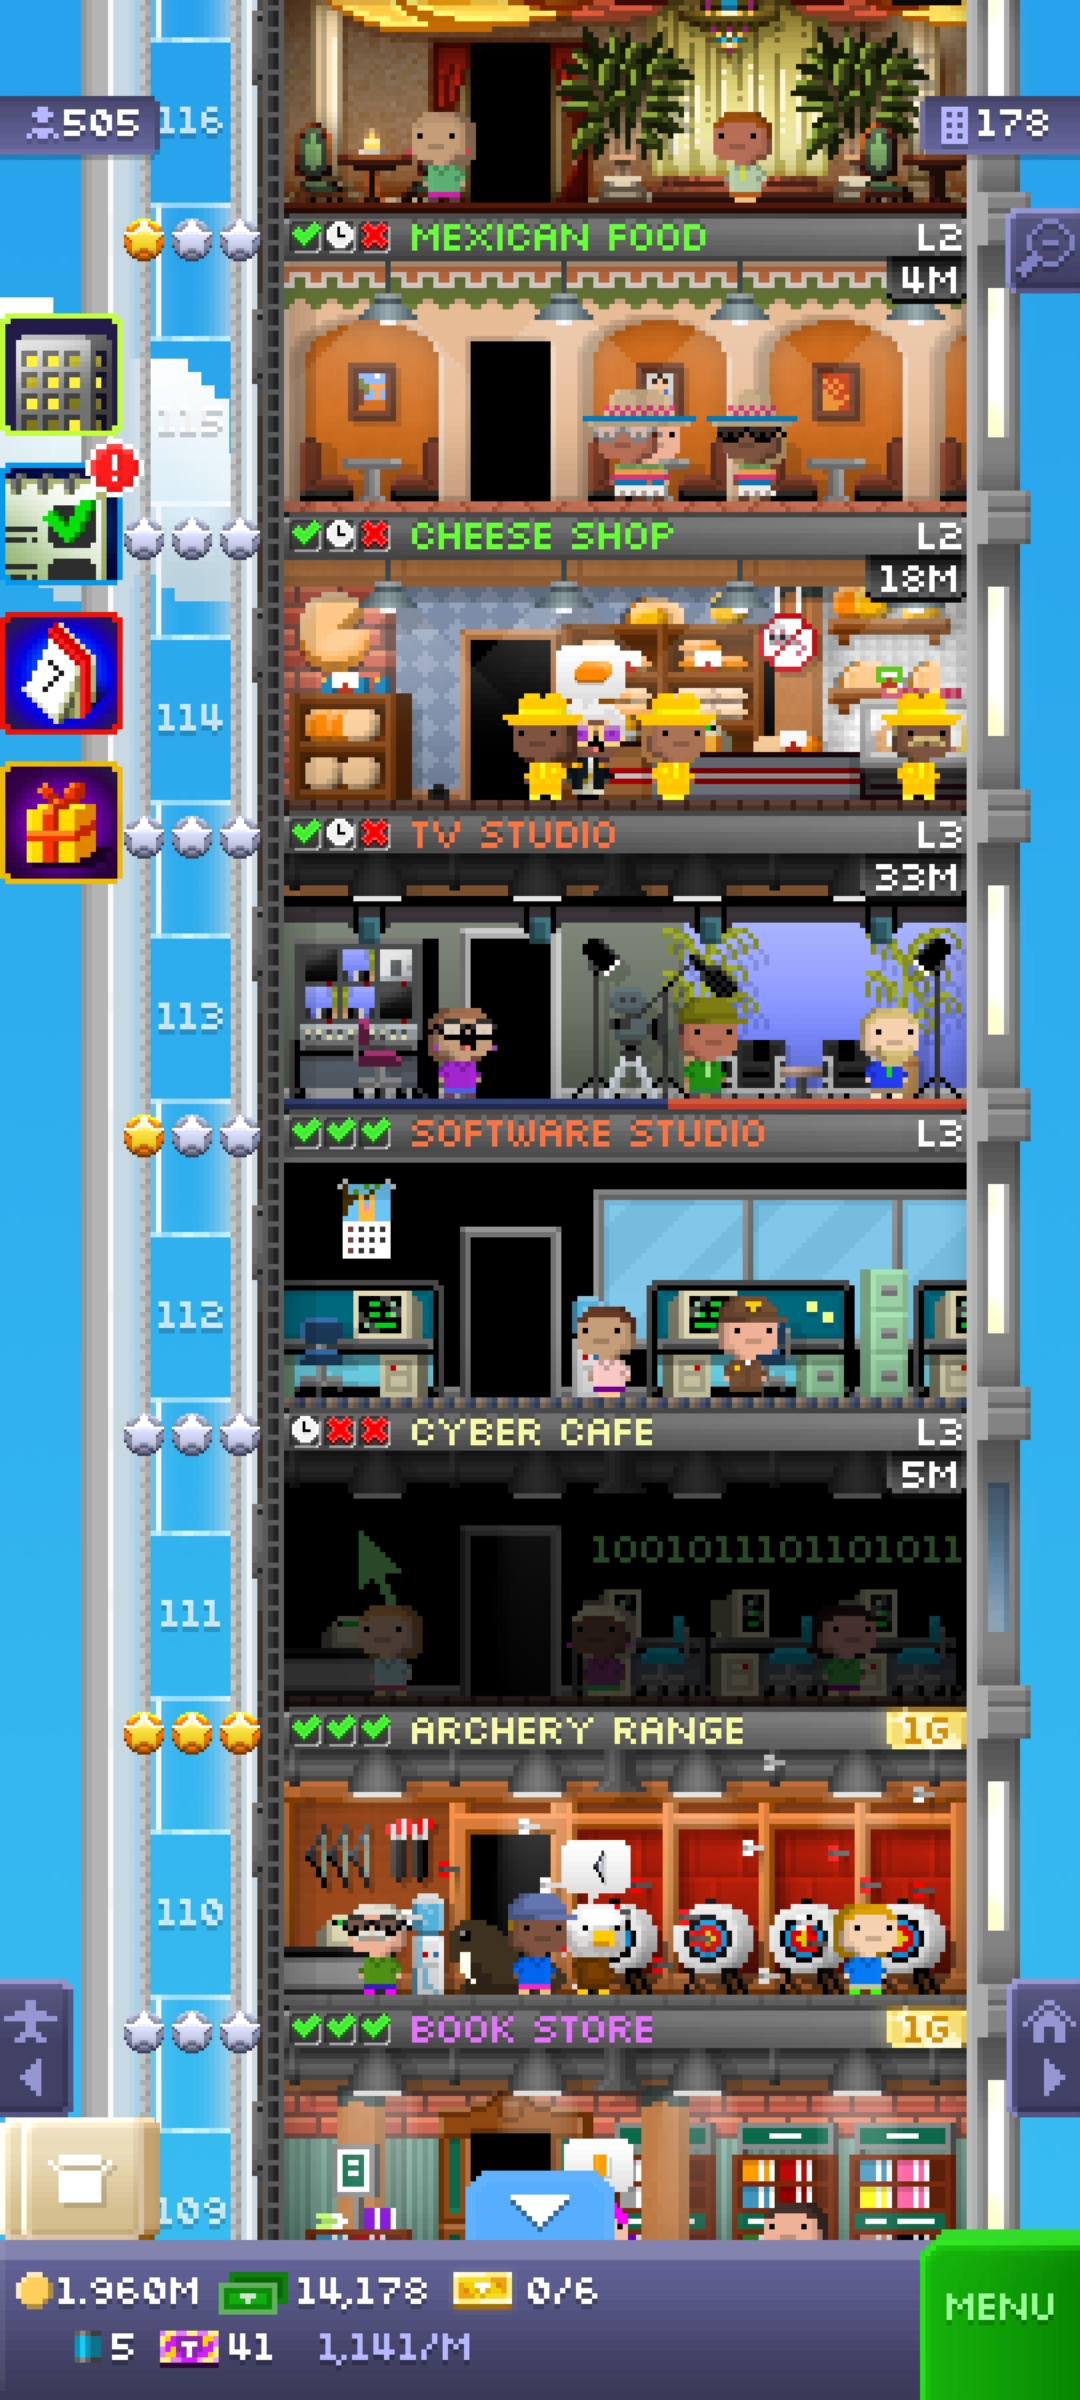 116
505
178
MEXICAN FOOD L2
4M
115
CHEESE SHOP L2
18M
114
TV STUDIO L3
33M
113
SOFTWARE STUDIO L3
112
CYBER CAFE L3
5M
1001011101101011
111
ARCHERY RANGE 1G
110
BOOK STORE 1G
109
1.960M 14,178 0/6
5 41 1,141/M
MENU